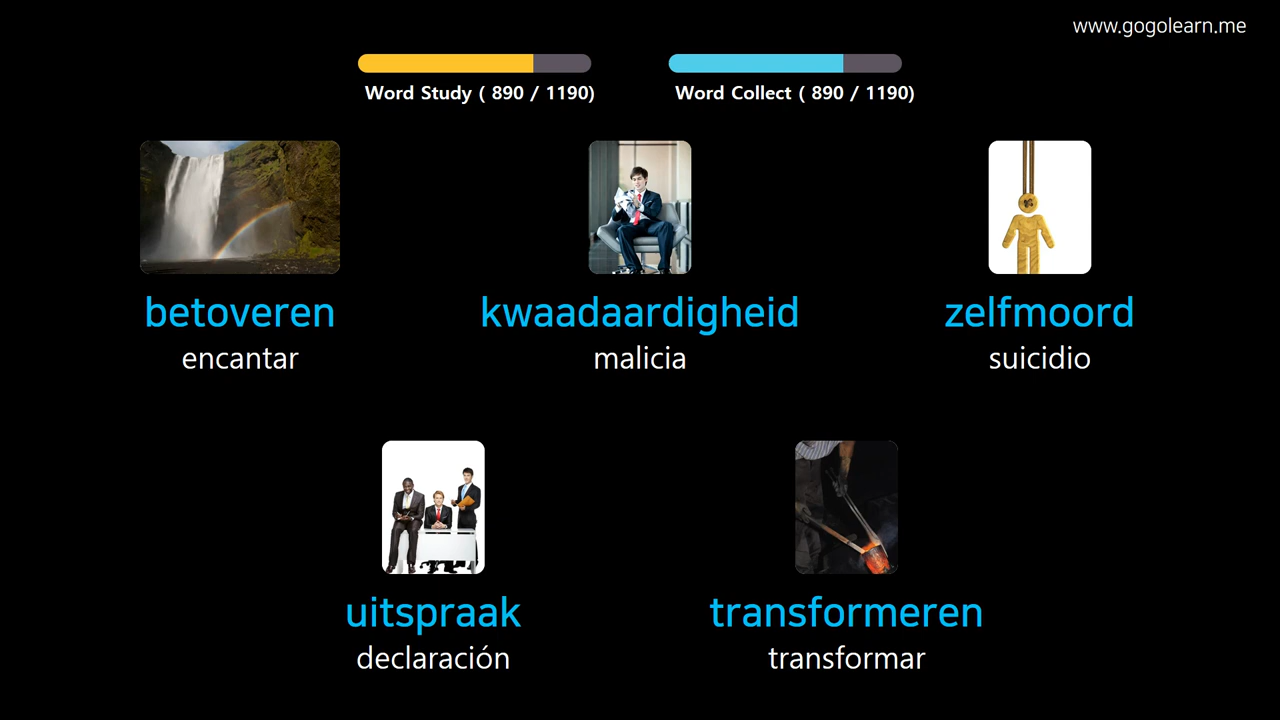 www.gogolearn.me
Word Study ( 890 / 1190)
Word Collect ( 890 / 1190)
betoveren
encantar
kwaadaardigheid
malicia
zelfmoord
suicidio
uitspraak
declaración
transformeren
transformar